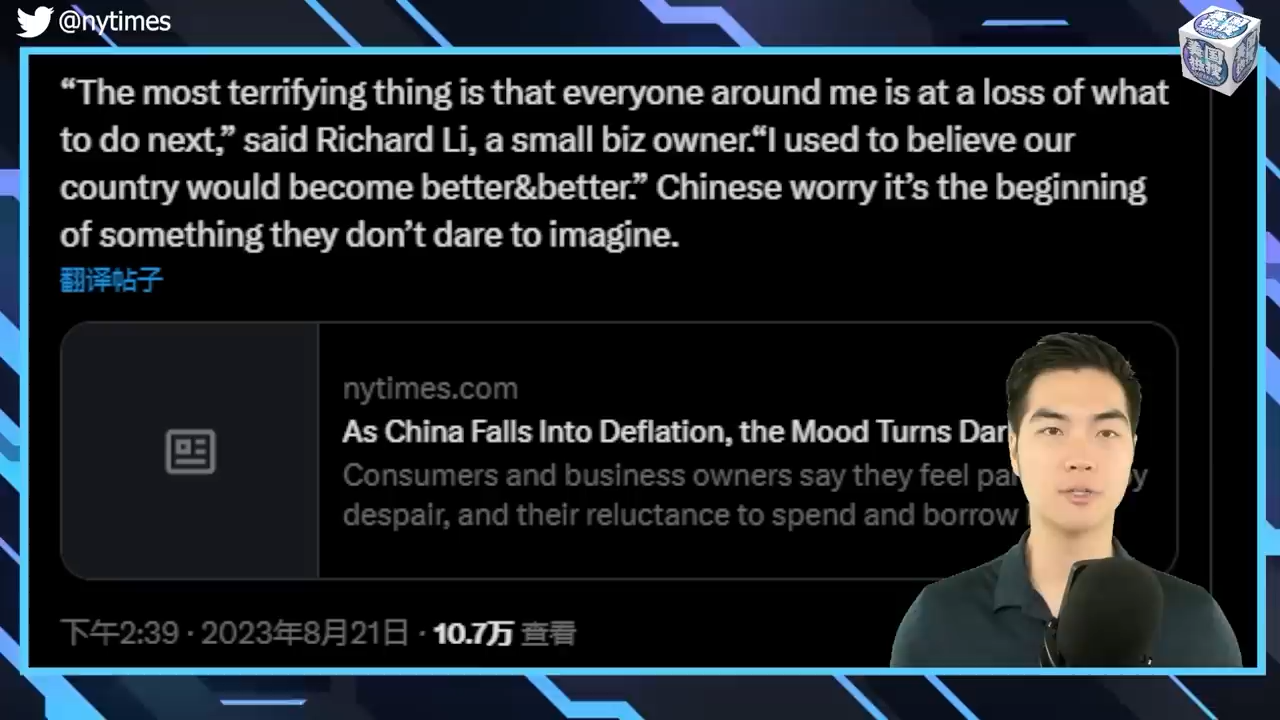 @nytimes
“The most terrifying thing is that everyone around me is at a loss of what
to do next,” said Richard Li, a small biz owner.“I used to believe our
country would become better&better.” Chinese worry it’s the beginning
of something they don’t dare to imagine.
翻译帖子
nytimes.com
As China Falls Into Deflation, the Mood Turns Dar
Consumers and business owners say they feel par y
despair, and their reluctance to spend and borrow
下午2:39 · 2023年8月21日 · 10.7万 查看